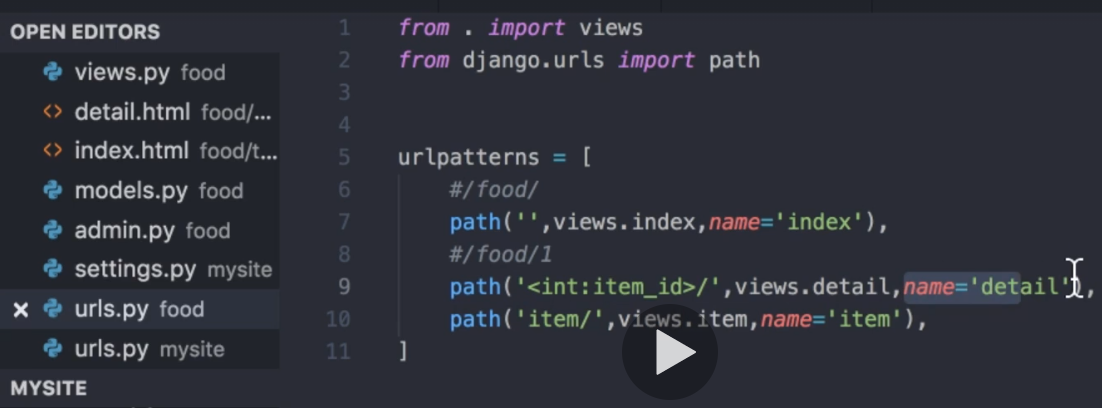 OPEN EDITORS
views.py food
detail.html food/...
index.html food/t...
models.py food
admin.py food
settings.py mysite
urls.py food
urls.py mysite
MYSITE
1 from . import views
2 from django.urls import path
3
4
5 urlpatterns = [
6 #/food/
7 path('',views.index,name='index'),
8 #/food/1
9 path('<int:item_id>/',views.detail,name='detail'),
10 path('item/',views.item,name='item'),
11 ]